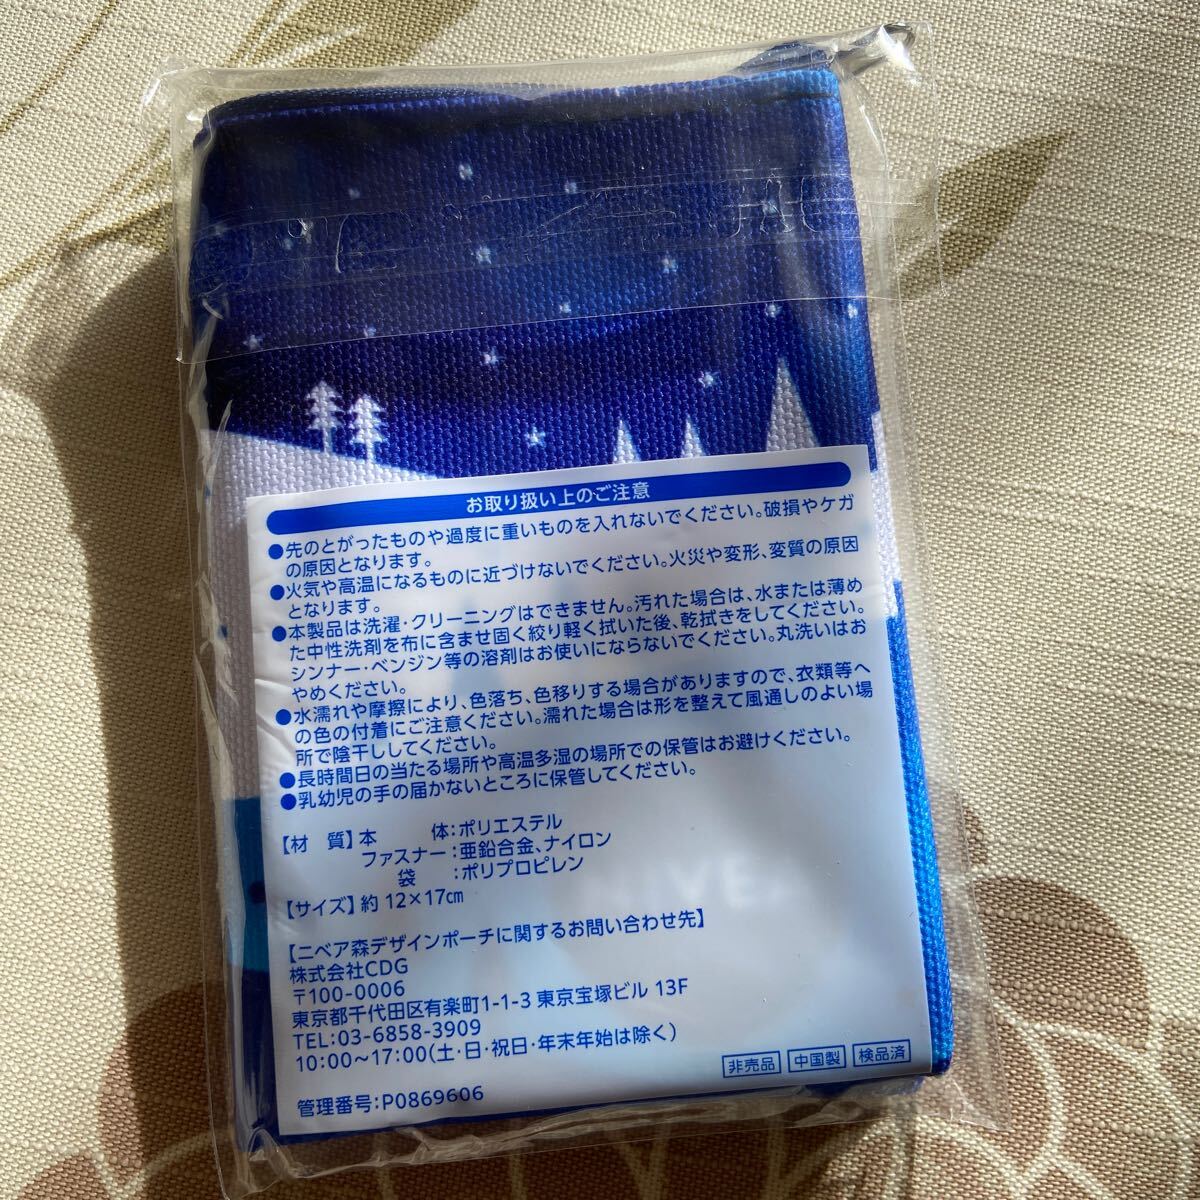 お取り扱い上のご注意
●先のとがったものや過度に重いものを入れないでください。破損やケガ
の原因となります。
●火気や高温になるものに近づけないでください。火災や変形、変質の原因
となります。
●本製品は洗濯・クリーニングはできません。汚れた場合は、水または薄め
た中性洗剤を布に含ませ固く絞り軽く拭いた後、乾拭きをしてください。
シンナー・ベンジン等の溶剤はお使いにならないでください。丸洗いはお
やめください。
●水濡れや摩擦により、色落ち、色移りする場合がありますので、衣類等へ
の色の付着にご注意ください。濡れた場合は形を整えて風通しのよい場
所で陰干ししてください。
●長時間日の当たる場所や高温多湿の場所での保管はお避けください。
●乳幼児の手の届かないところに保管してください。
【材　質】本　　　体：ポリエステル
ファスナー：亜鉛合金、ナイロン
袋　　：ポリプロピレン
【サイズ】約 12×17㎝
【ニベア森デザインポーチに関するお問い合わせ先】
株式会社CDG
〒100-0006
東京都千代田区有楽町1-1-3 東京宝塚ビル 13F
TEL:03-6858-3909
10:00〜17:00(土・日・祝日・年末年始は除く)
管理番号:P0869606
非売品 中国製 検品済